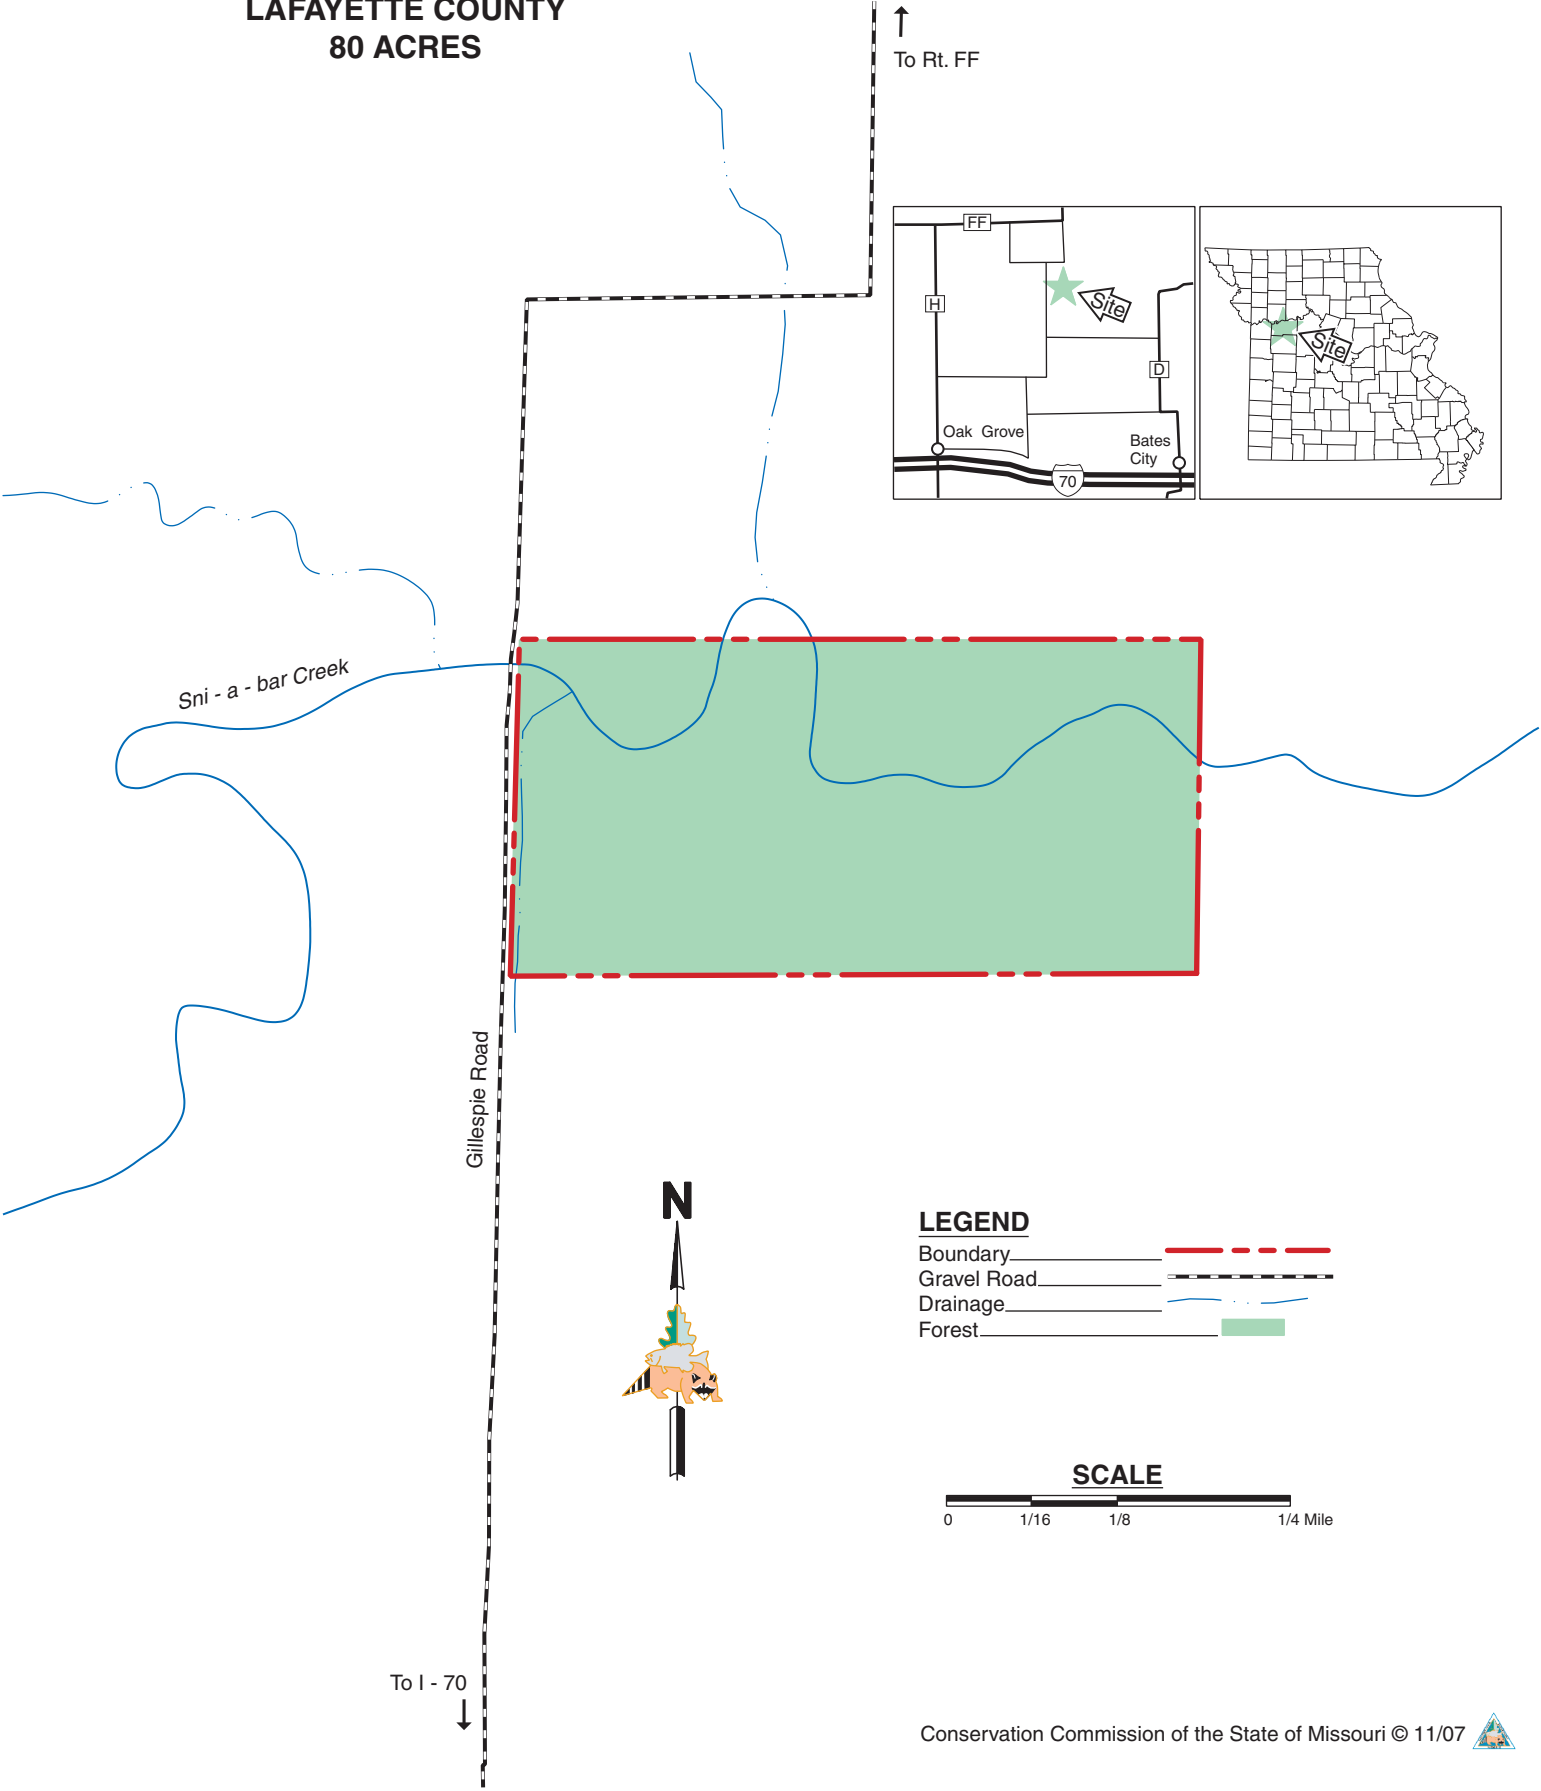 LAFAYETTE COUNTY
80 ACRES
To Rt. FF
FF
H
Site
D
Oak Grove
Bates
City
70
Site
Sni - a - bar Creek
Gillespie Road
N
LEGEND
Boundary
Gravel Road
Drainage
Forest
SCALE
0 1/16 1/8 1/4 Mile
To I - 70
Conservation Commission of the State of Missouri © 11/07